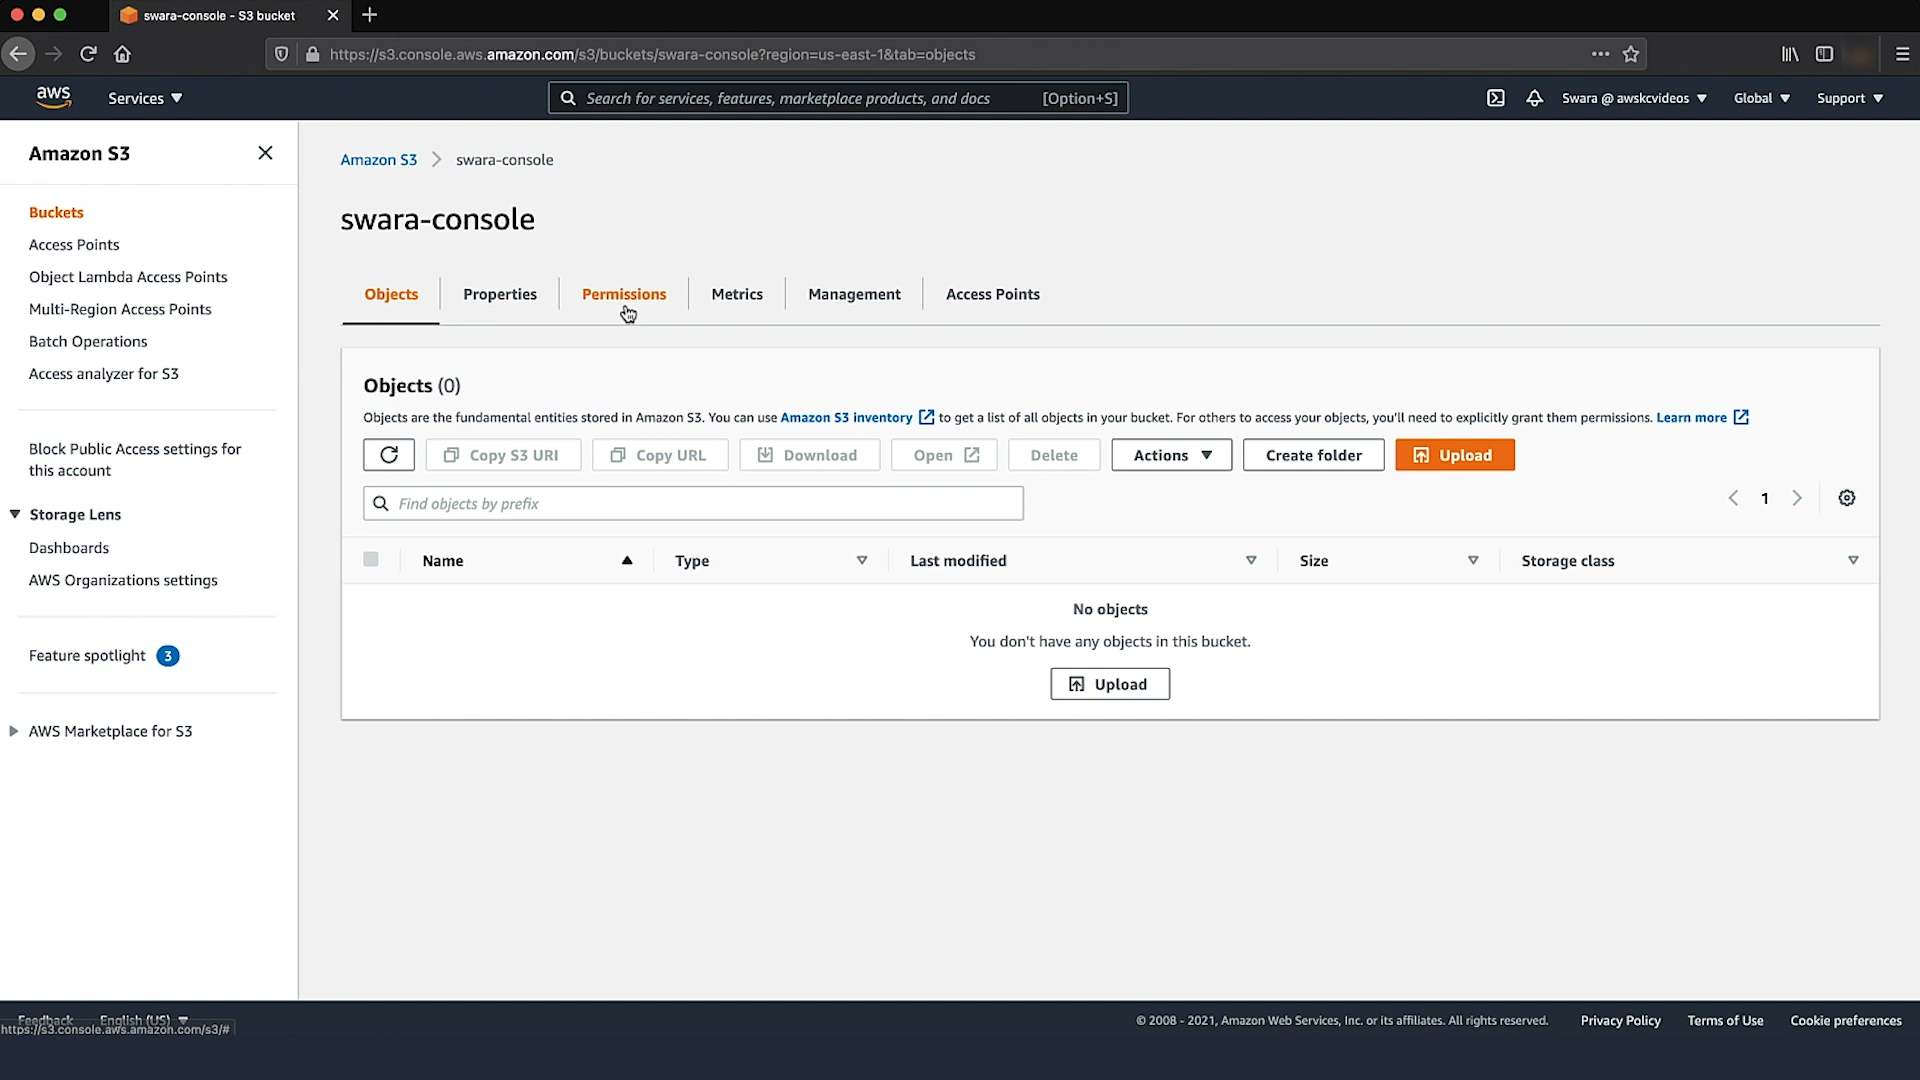 swara-console - S3 bucket
https://s3.console.aws.amazon.com/s3/buckets/swara-console?region=us-east-1&tab=objects
aws
Services
Search for services, features, marketplace products, and docs [Option+S]
Swara @ awskcvideos
Global
Support
Amazon S3
Buckets
Access Points
Object Lambda Access Points
Multi-Region Access Points
Batch Operations
Access analyzer for S3
Block Public Access settings for
this account
Storage Lens
Dashboards
AWS Organizations settings
Feature spotlight 3
AWS Marketplace for S3
Amazon S3 > swara-console
swara-console
Objects
Properties
Permissions
Metrics
Management
Access Points
Objects (0)
Objects are the fundamental entities stored in Amazon S3. You can use Amazon S3 inventory to get a list of all objects in your bucket. For others to access your objects, you'll need to explicitly grant them permissions. Learn more
Copy S3 URI
Copy URL
Download
Open
Delete
Actions
Create folder
Upload
Find objects by prefix
1
Name
Type
Last modified
Size
Storage class
No objects
You don't have any objects in this bucket.
Upload
Feedback
English (US)
https://s3.console.aws.amazon.com/s3/#
© 2008 - 2021, Amazon Web Services, Inc. or its affiliates. All rights reserved.
Privacy Policy
Terms of Use
Cookie preferences